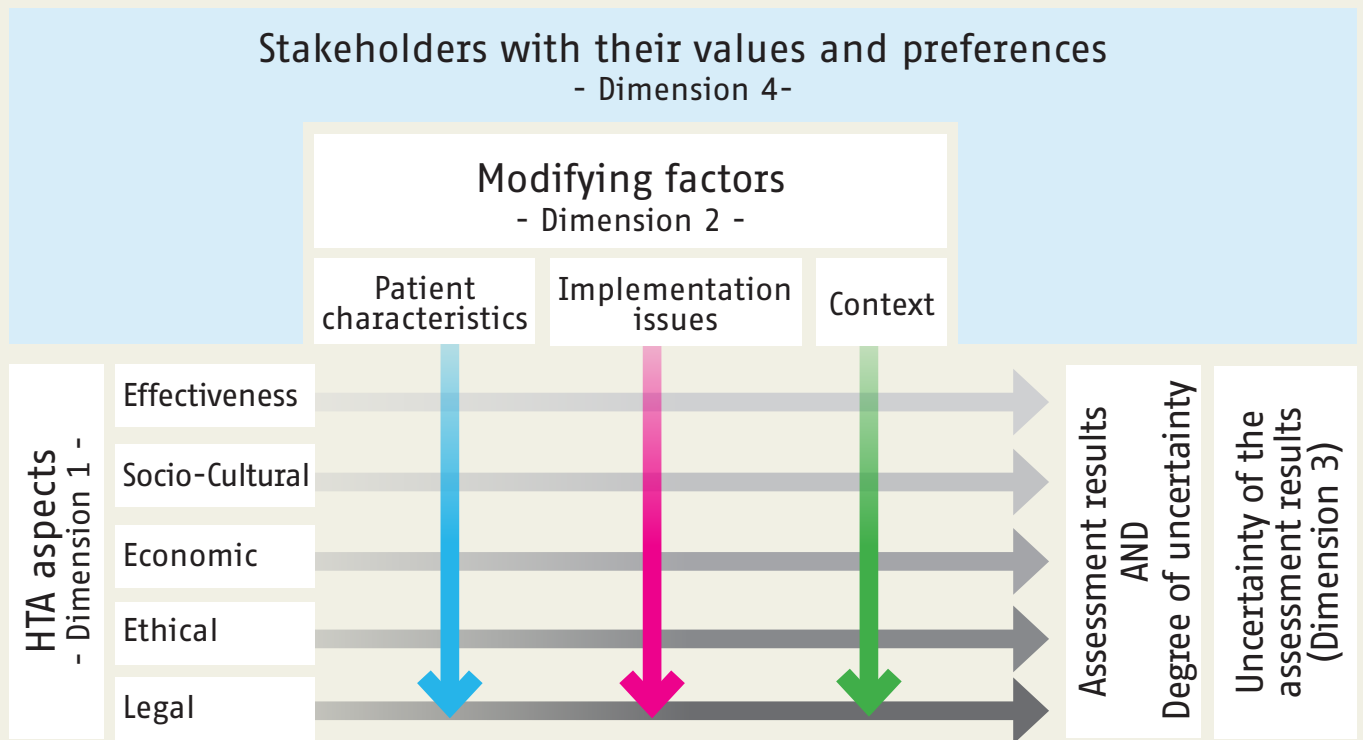 Stakeholders with their values and preferences
- Dimension 4-
Modifying factors
- Dimension 2 -
Patient
characteristics
Implementation
issues
Context
HTA aspects
- Dimension 1 -
Effectiveness
Socio-Cultural
Economic
Ethical
Legal
Assessment results
AND
Degree of uncertainty
Uncertainty of the
assessment results
(Dimension 3)